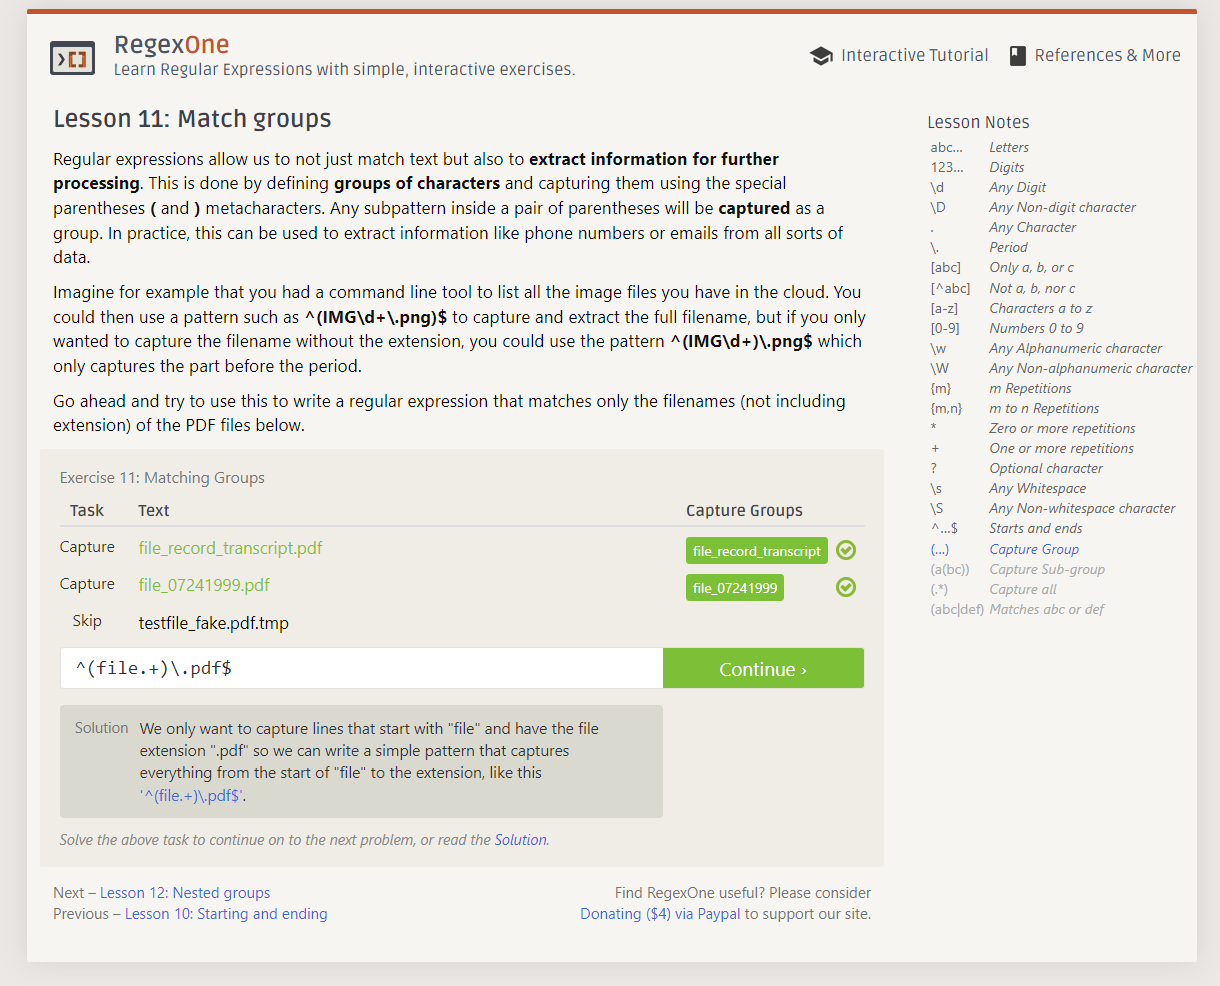 RegexOne
Learn Regular Expressions with simple, interactive exercises.
Interactive Tutorial
References & More
Lesson 11: Match groups
Regular expressions allow us to not just match text but also to extract information for further
processing. This is done by defining groups of characters and capturing them using the special
parentheses ( and ) metacharacters. Any subpattern inside a pair of parentheses will be captured as a
group. In practice, this can be used to extract information like phone numbers or emails from all sorts of
data.
Imagine for example that you had a command line tool to list all the image files you have in the cloud. You
could then use a pattern such as ^(IMG\d+\.png)$ to capture and extract the full filename, but if you only
wanted to capture the filename without the extension, you could use the pattern ^(IMG\d+)\.png$ which
only captures the part before the period.
Go ahead and try to use this to write a regular expression that matches only the filenames (not including
extension) of the PDF files below.
Exercise 11: Matching Groups
Task Text Capture Groups
Capture file_record_transcript.pdf file_record_transcript
Capture file_07241999.pdf file_07241999
Skip testfile_fake.pdf.tmp
^(file.+)\.pdf$
Continue ›
Solution We only want to capture lines that start with "file" and have the file
extension ".pdf" so we can write a simple pattern that captures
everything from the start of "file" to the extension, like this
'^(file.+)\.pdf$'.
Solve the above task to continue on to the next problem, or read the Solution.
Next – Lesson 12: Nested groups
Previous – Lesson 10: Starting and ending
Find RegexOne useful? Please consider
Donating ($4) via Paypal to support our site.
Lesson Notes
abc... Letters
123... Digits
\d Any Digit
\D Any Non-digit character
. Any Character
\. Period
[abc] Only a, b, or c
[^abc] Not a, b, nor c
[a-z] Characters a to z
[0-9] Numbers 0 to 9
\w Any Alphanumeric character
\W Any Non-alphanumeric character
{m} m Repetitions
{m,n} m to n Repetitions
* Zero or more repetitions
+ One or more repetitions
? Optional character
\s Any Whitespace
\S Any Non-whitespace character
^...$ Starts and ends
(...) Capture Group
(a(bc)) Capture Sub-group
(.*) Capture all
(abc|def) Matches abc or def